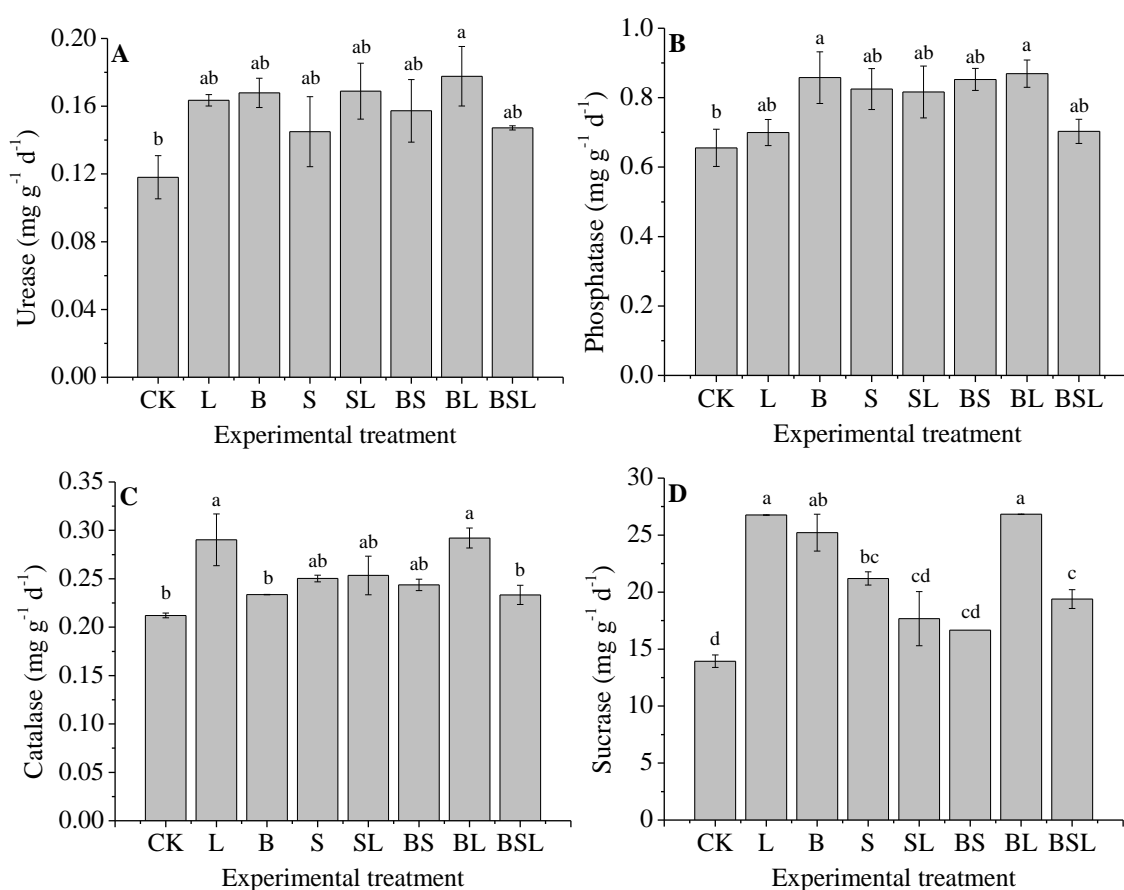 A
Urease (mg g⁻¹ d⁻¹)
0.20
0.16
0.12
0.08
0.04
0.00
b
ab
ab
ab
ab
ab
a
ab
CK L B S SL BS BL BSL
Experimental treatment
B
Phosphatase (mg g⁻¹ d⁻¹)
1.0
0.8
0.6
0.4
0.2
0.0
b
ab
a
ab
ab
ab
a
ab
CK L B S SL BS BL BSL
Experimental treatment
C
Catalase (mg g⁻¹ d⁻¹)
0.35
0.30
0.25
0.20
0.15
0.10
0.05
0.00
b
a
b
ab
ab
ab
a
b
CK L B S SL BS BL BSL
Experimental treatment
D
Sucrase (mg g⁻¹ d⁻¹)
30
25
20
15
10
5
0
d
a
ab
bc
cd
cd
a
c
CK L B S SL BS BL BSL
Experimental treatment